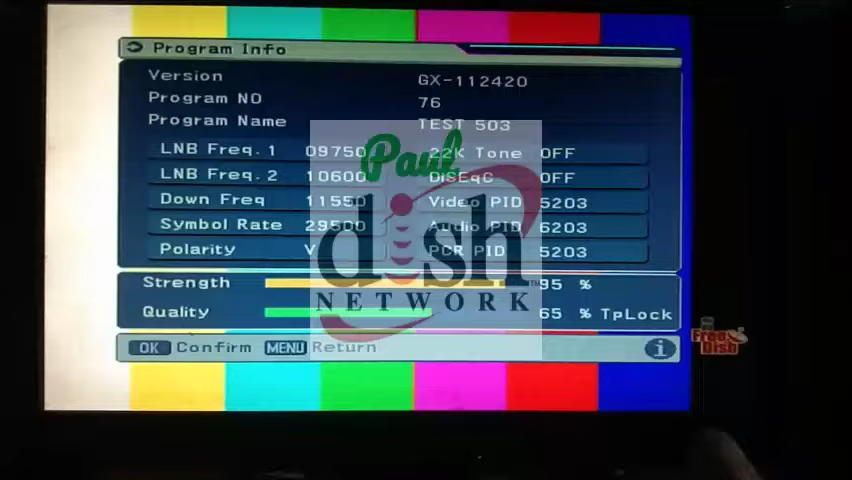 Program Info
Version GX-112420
Program NO 76
Program Name TEST 503
LNB Freq. 1 09750 22K Tone OFF
LNB Freq. 2 10600 DiSEqC OFF
Down Freq 11550 Video PID 5203
Symbol Rate 29500 Audio PID 6203
Polarity V PCR PID 5203
Paul
dish
NETWORK
Strength 95 %
Quality 65 % TpLock
OK Confirm MENU Return i
Free
Dish